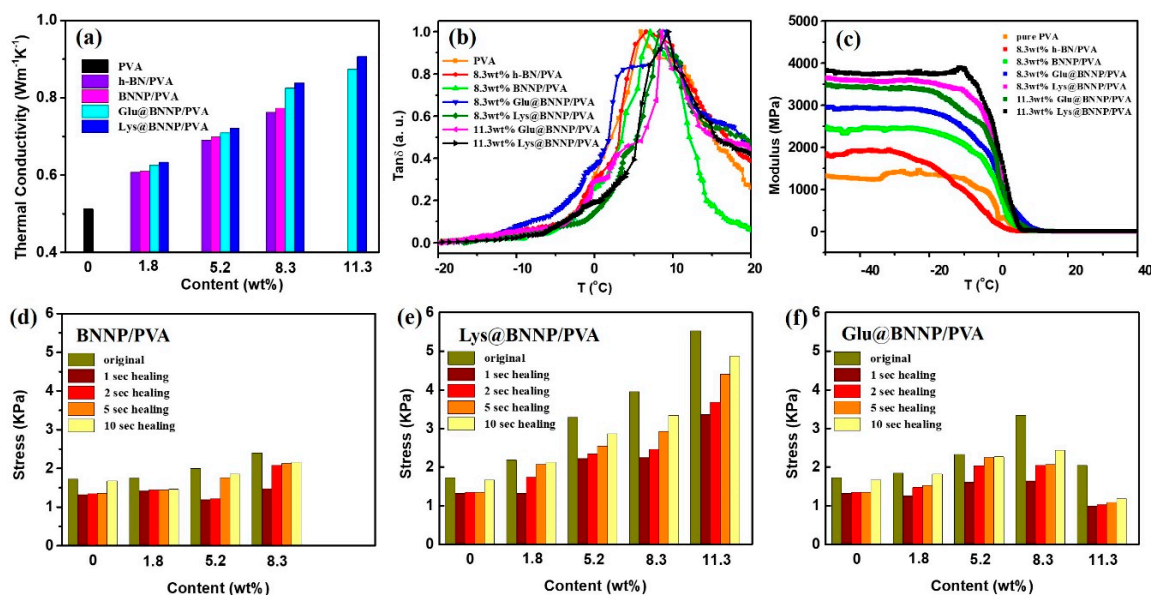 (a)
Thermal Conductivity (Wm⁻¹K⁻¹)
1.0
0.8
0.6
0.4
PVA
h-BN/PVA
BNNP/PVA
Glu@BNNP/PVA
Lys@BNNP/PVA
0 1.8 5.2 8.3 11.3
Content (wt%)
(b)
Tanδ (a. u.)
1.0
0.8
0.6
0.4
0.2
0.0
PVA
8.3wt% h-BN/PVA
8.3wt% BNNP/PVA
8.3wt% Glu@BNNP/PVA
8.3wt% Lys@BNNP/PVA
11.3wt% Glu@BNNP/PVA
11.3wt% Lys@BNNP/PVA
-20 -10 0 10 20
T (°C)
(c)
Modulus (MPa)
5000
4000
3000
2000
1000
0
pure PVA
8.3wt% h-BN/PVA
8.3wt% BNNP/PVA
8.3wt% Glu@BNNP/PVA
8.3wt% Lys@BNNP/PVA
11.3wt% Glu@BNNP/PVA
11.3wt% Lys@BNNP/PVA
-40 -20 0 20 40
T (°C)
(d) BNNP/PVA
Stress (KPa)
6
5
4
3
2
1
0
original
1 sec healing
2 sec healing
5 sec healing
10 sec healing
0 1.8 5.2 8.3
Content (wt%)
(e) Lys@BNNP/PVA
Stress (KPa)
6
5
4
3
2
1
0
original
1 sec healing
2 sec healing
5 sec healing
10 sec healing
0 1.8 5.2 8.3 11.3
Content (wt%)
(f) Glu@BNNP/PVA
Stress (KPa)
6
5
4
3
2
1
0
original
1 sec healing
2 sec healing
5 sec healing
10 sec healing
0 1.8 5.2 8.3 11.3
Content (wt%)